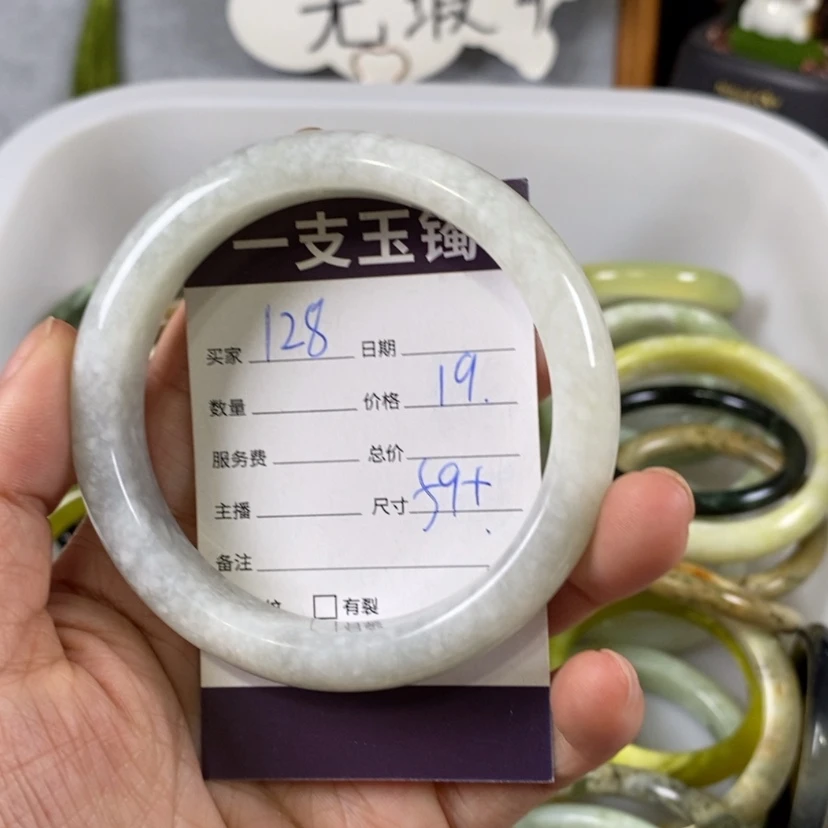 无瑕
一支玉镯
买家 128 日期
数量 价格 19.
服务费 总价
主播 尺寸 59+
备注
有裂